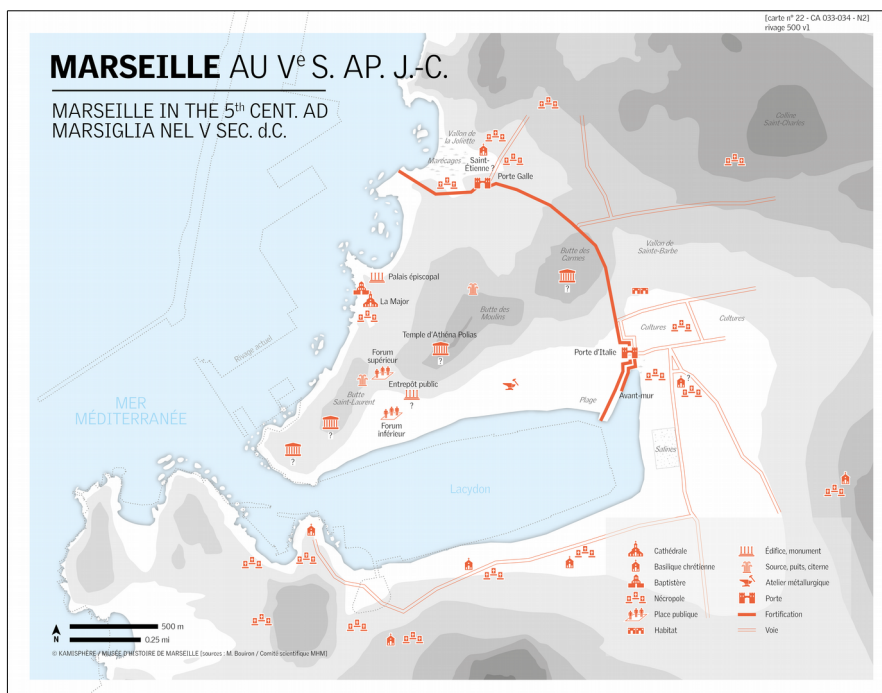 [carte n° 22 - CA 033-034 - N2]
rivage 500 v1
MARSEILLE AU Ve S. AP. J.-C.
MARSEILLE IN THE 5th CENT. AD
MARSIGLIA NEL V SEC. d.C.
Colline
Saint-Charles
Vallon de
la Joliette
Marécages
Saint-
Étienne ?
Porte Galle
Butte des
Carmes
?
Vallon de
Sainte-Barbe
Palais épiscopal
La Major
Butte des
Moulins
Temple d'Athéna Polias
?
Rivage actuel
Cultures
Cultures
Porte d'Italie
Forum
supérieur
Entrepôt public
?
Butte
Saint-Laurent
Forum
inférieur
?
?
Plage
Avant-mur
?
MER
MÉDITERRANÉE
Salines
Lacydon
Cathédrale
Basilique chrétienne
Baptistère
Nécropole
Place publique
Habitat
Édifice, monument
Source, puits, citerne
Atelier métallurgique
Porte
Fortification
Voie
N
500 m
0.25 mi
© KAMISPHÈRE / MUSÉE D'HISTOIRE DE MARSEILLE [sources : M. Bouiron / Comité scientifique MHM]